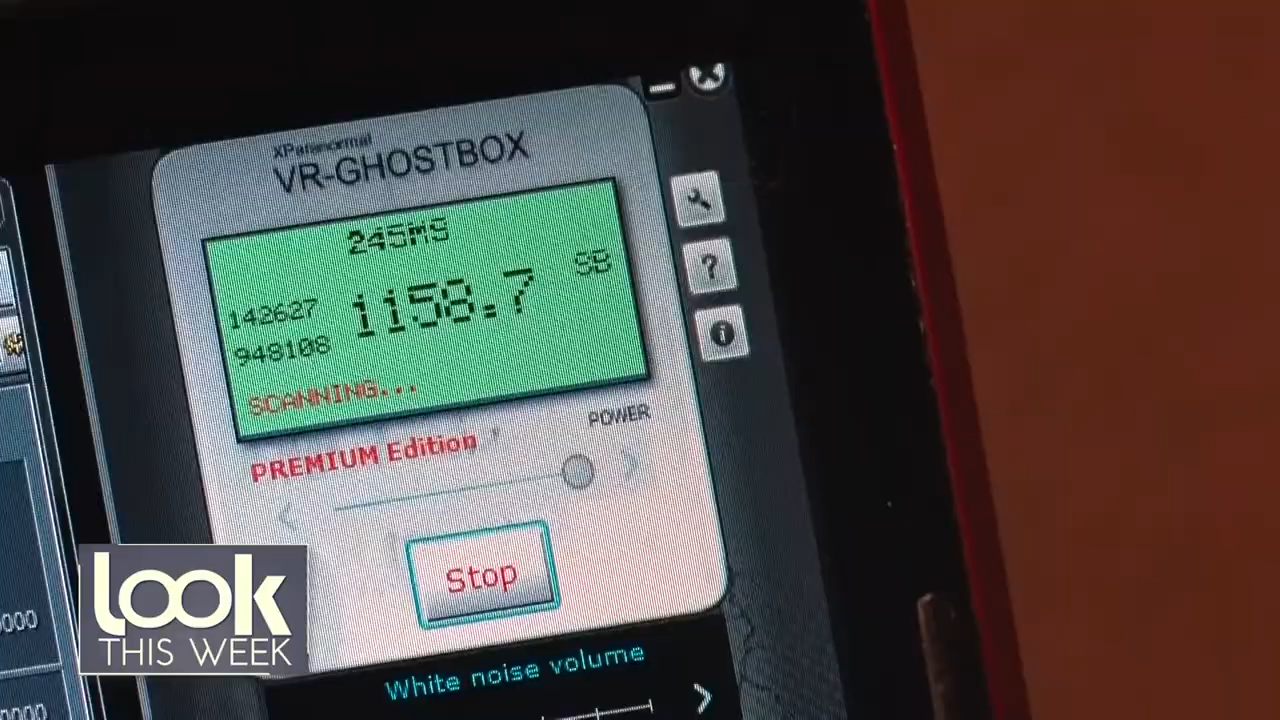 XParanormal
VR-GHOSTBOX
245MS
142627
1158.7
948108
SCANNING...
PREMIUM Edition
POWER
Stop
White noise volume
look
THIS WEEK